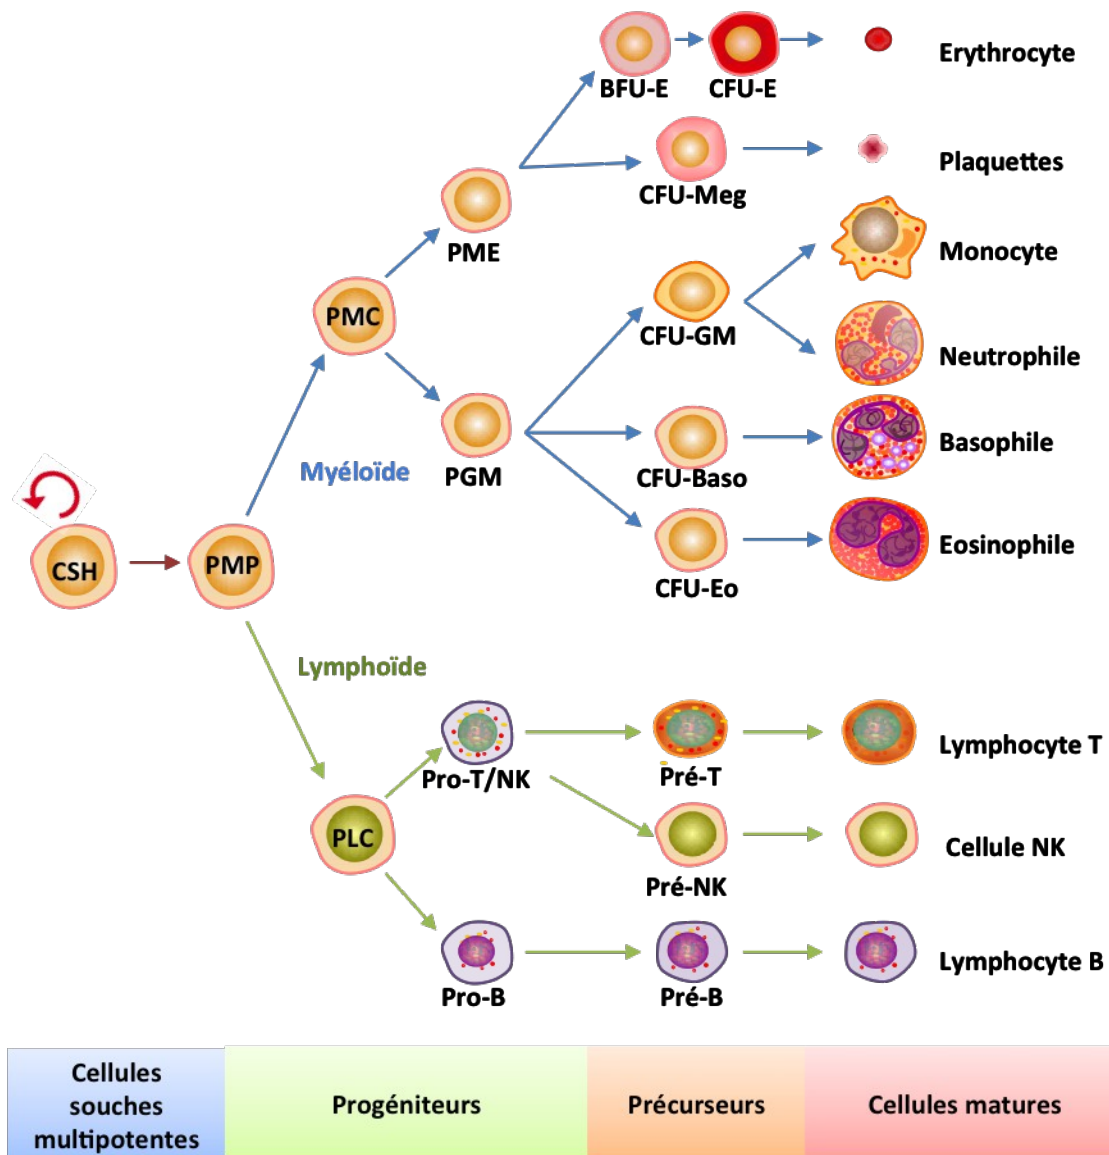 BFU-E
CFU-E
Erythrocyte
CFU-Meg
Plaquettes
PME
Monocyte
PMC
CFU-GM
Neutrophile
Myéloïde
PGM
CFU-Baso
Basophile
CSH
PMP
CFU-Eo
Eosinophile
Lymphoïde
Pro-T/NK
Pré-T
Lymphocyte T
PLC
Pré-NK
Cellule NK
Pro-B
Pré-B
Lymphocyte B
Cellules
souches
multipotentes
Progéniteurs
Précurseurs
Cellules matures